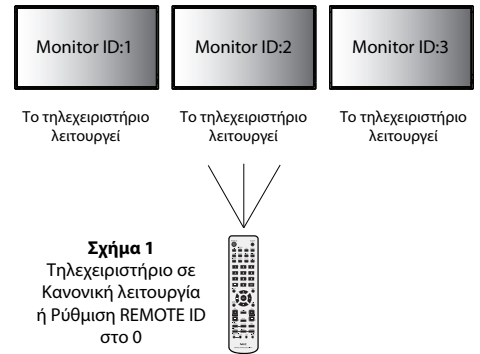 Monitor ID:1
Monitor ID:2
Monitor ID:3
Το τηλεχειριστήριο
λειτουργεί
Το τηλεχειριστήριο
λειτουργεί
Το τηλεχειριστήριο
λειτουργεί
Σχήμα 1
Τηλεχειριστήριο σε
Κανονική λειτουργία
ή Ρύθμιση REMOTE ID
στο 0